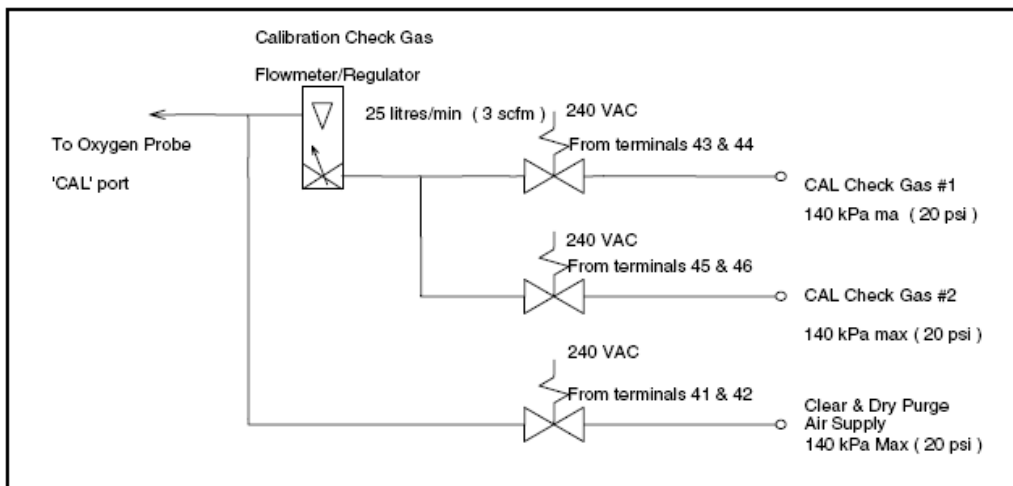 Calibration Check Gas
Flowmeter/Regulator
25 litres/min ( 3 scfm )
240 VAC
From terminals 43 & 44
To Oxygen Probe
'CAL' port
CAL Check Gas #1
140 kPa ma ( 20 psi )
240 VAC
From terminals 45 & 46
CAL Check Gas #2
140 kPa max ( 20 psi )
240 VAC
From terminals 41 & 42
Clear & Dry Purge
Air Supply
140 kPa Max ( 20 psi )